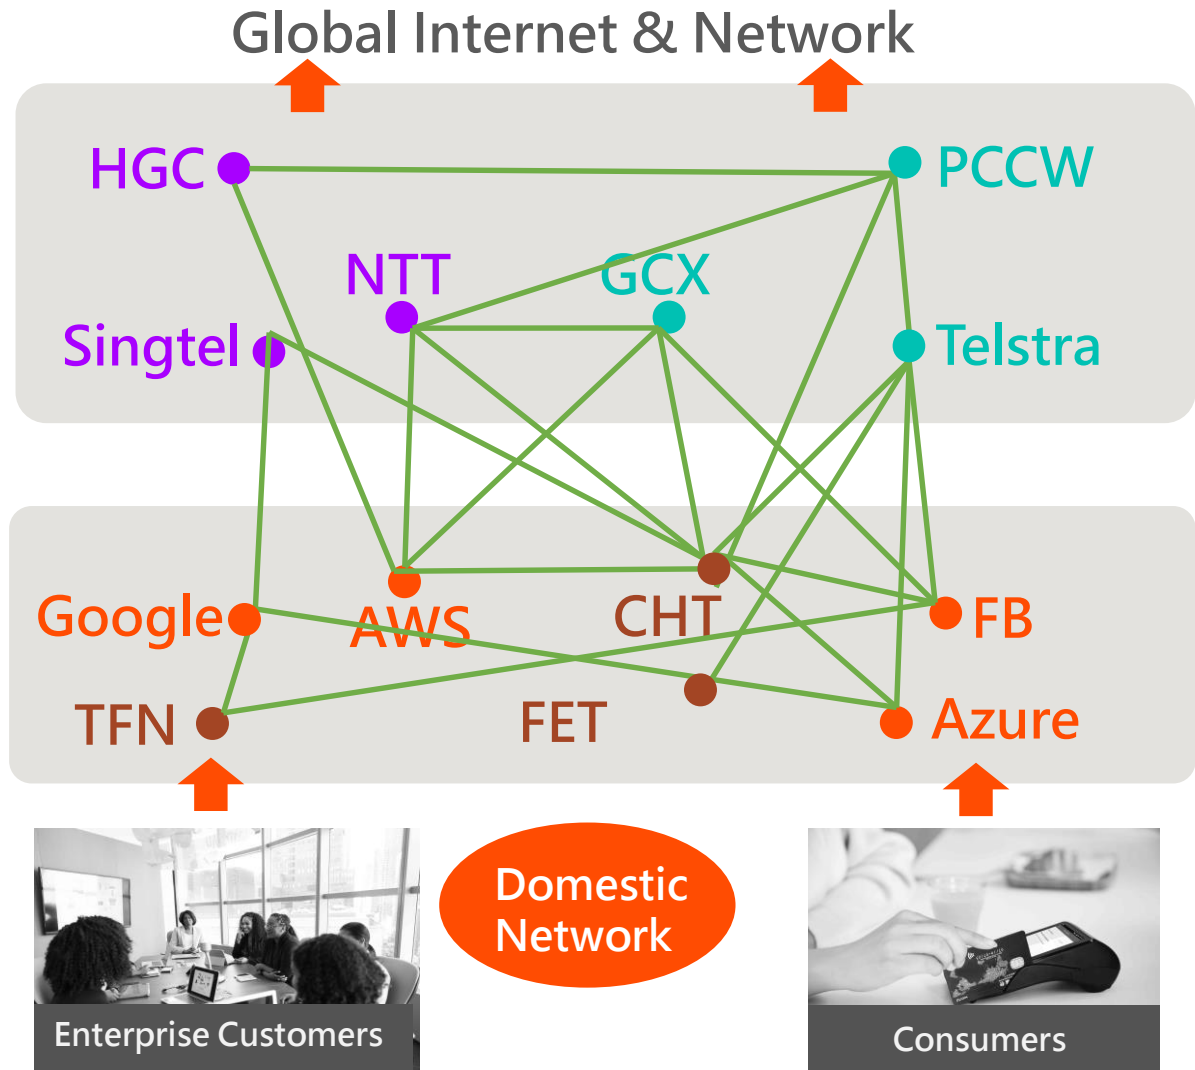 Global Internet & Network
HGC
PCCW
NTT
GCX
Singtel
Telstra
Google
AWS
CHT
FB
TFN
FET
Azure
Domestic
Network
Enterprise Customers
Consumers